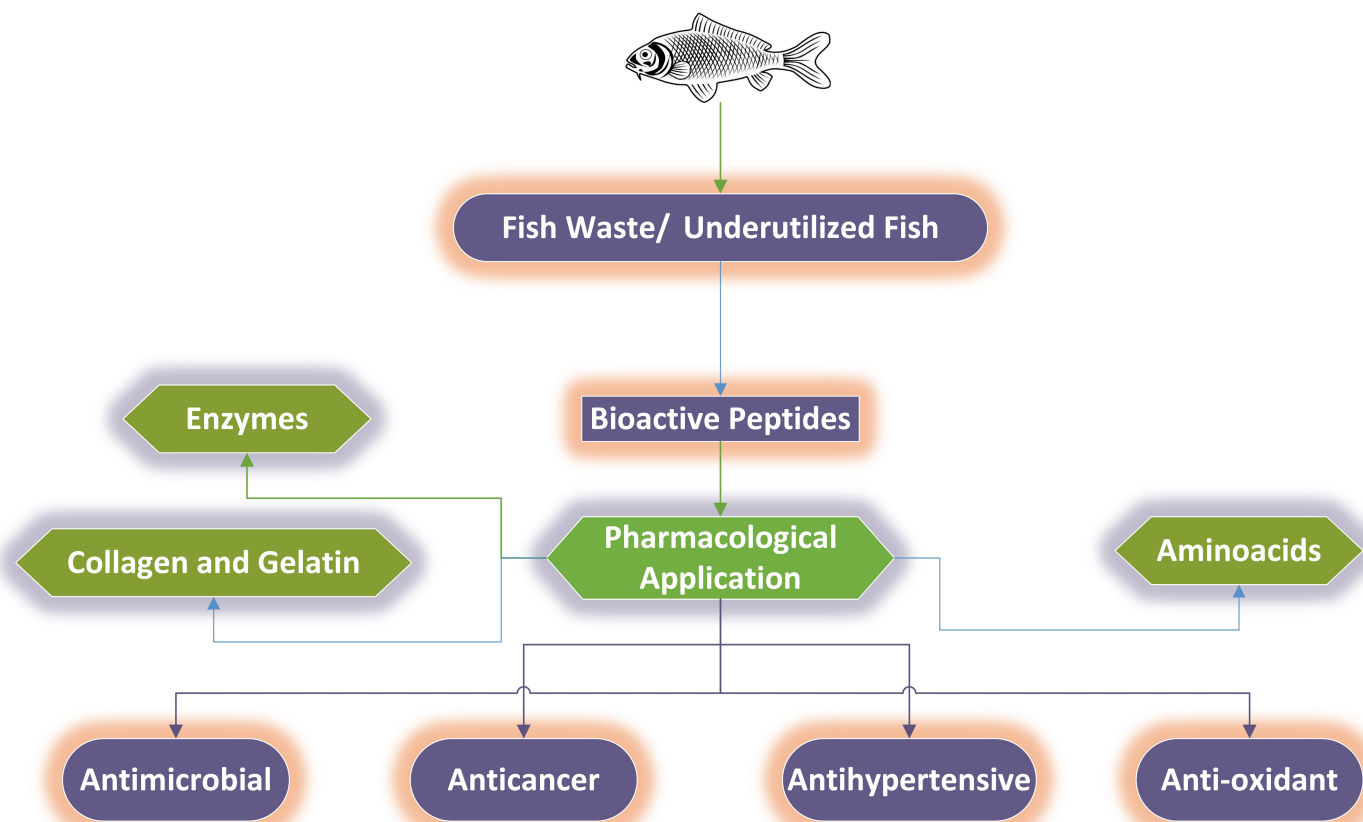 Fish Waste/ Underutilized Fish
Enzymes
Bioactive Peptides
Collagen and Gelatin
Pharmacological
Application
Aminoacids
Antimicrobial
Anticancer
Antihypertensive
Anti-oxidant